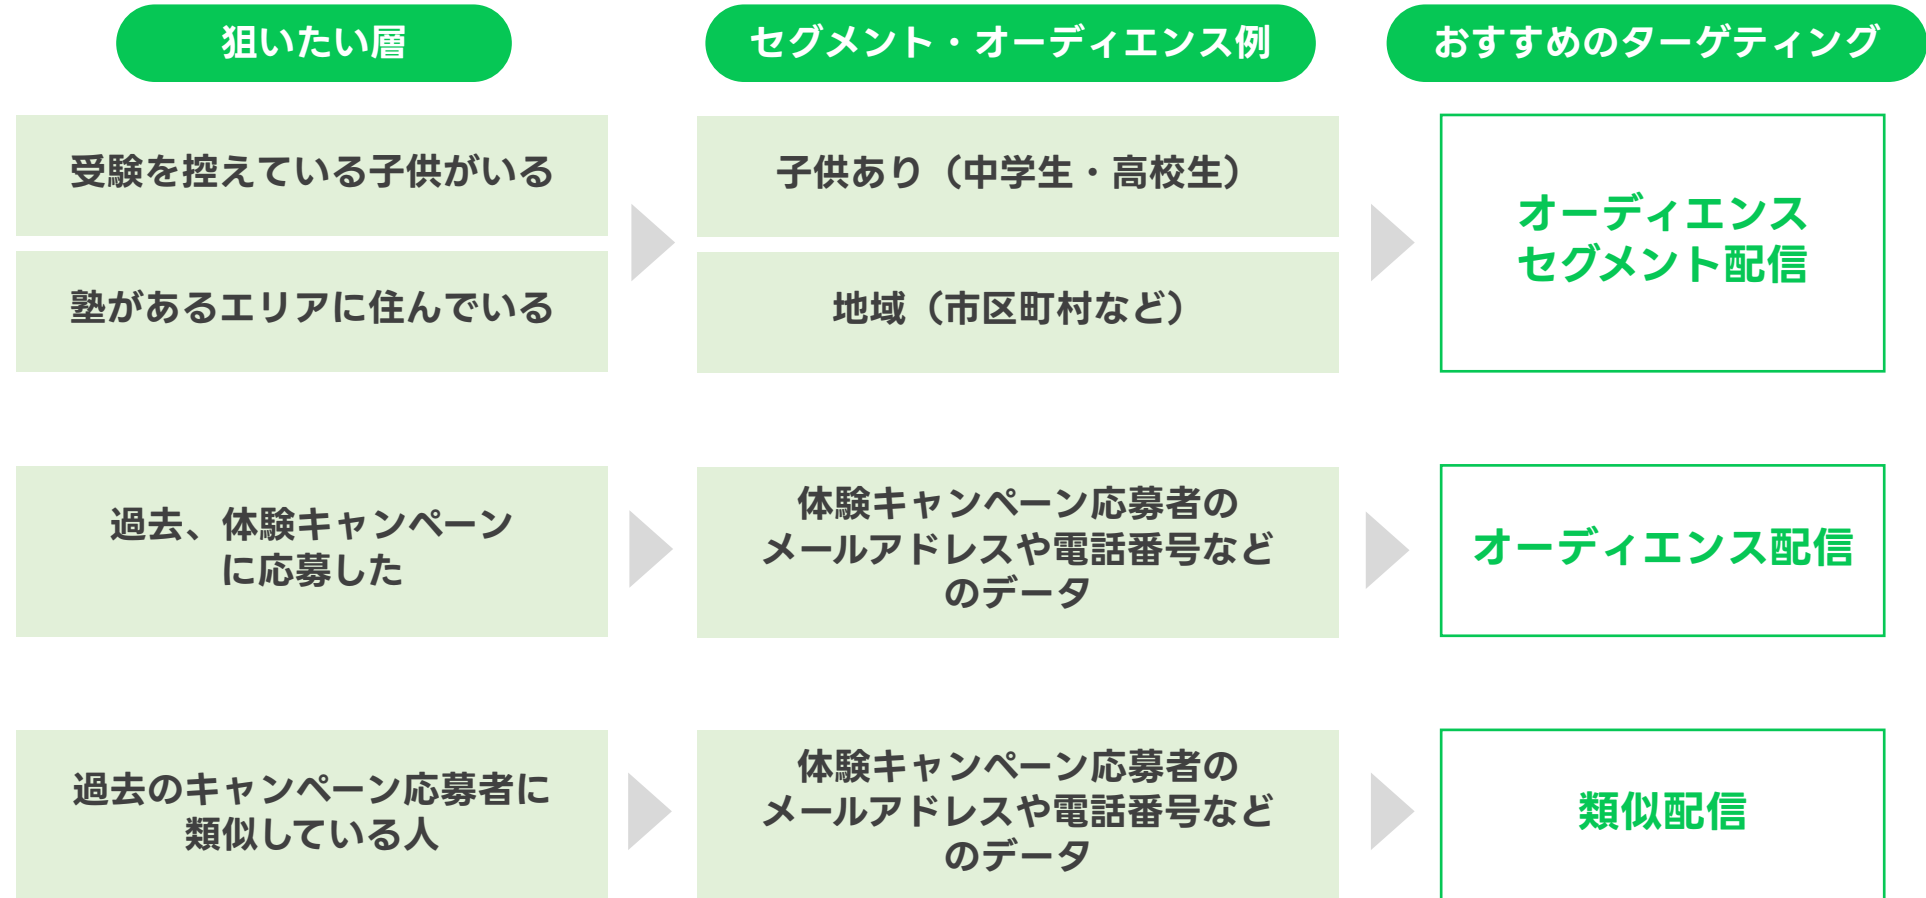 狙いたい層
セグメント・オーディエンス例
おすすめのターゲティング
受験を控えている子供がいる
子供あり（中学生・高校生）
塾があるエリアに住んでいる
地域（市区町村など）
オーディエンス
セグメント配信
過去、体験キャンペーン
に応募した
体験キャンペーン応募者の
メールアドレスや電話番号など
のデータ
オーディエンス配信
過去のキャンペーン応募者に
類似している人
体験キャンペーン応募者の
メールアドレスや電話番号など
のデータ
類似配信